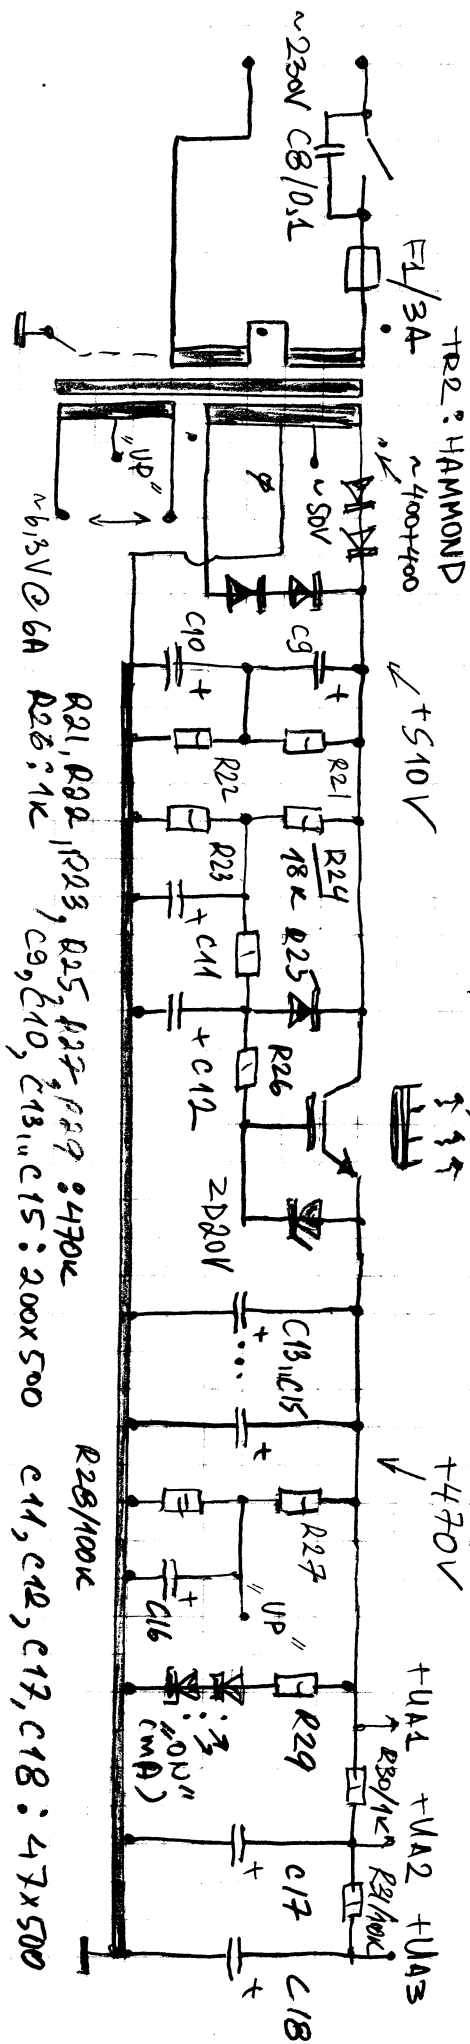 TR2: HAMMOND
~400+400
+510V
+470V
+UA1
+UA2
+UA3
F1/3A
C8/0,1
~230V
~50V
Ø
"UP"
~6,3V@6A
C9
+
C10
+
R21
R22
R24
18K
R23
+C11
R25
R26
+C12
ZD20V
C13,,C15
+
...
+
R27
"UP"
C16
+
R28/100K
R29
:3
"ON"
(mA)
R30/1K
C17
+
R31/10K
C18
+
R21, R22, R23, R25, R27, R29 : 470K
R26: 1K, C9, C10, C13,,C15: 200x500
C11, C12, C17, C18: 47x500